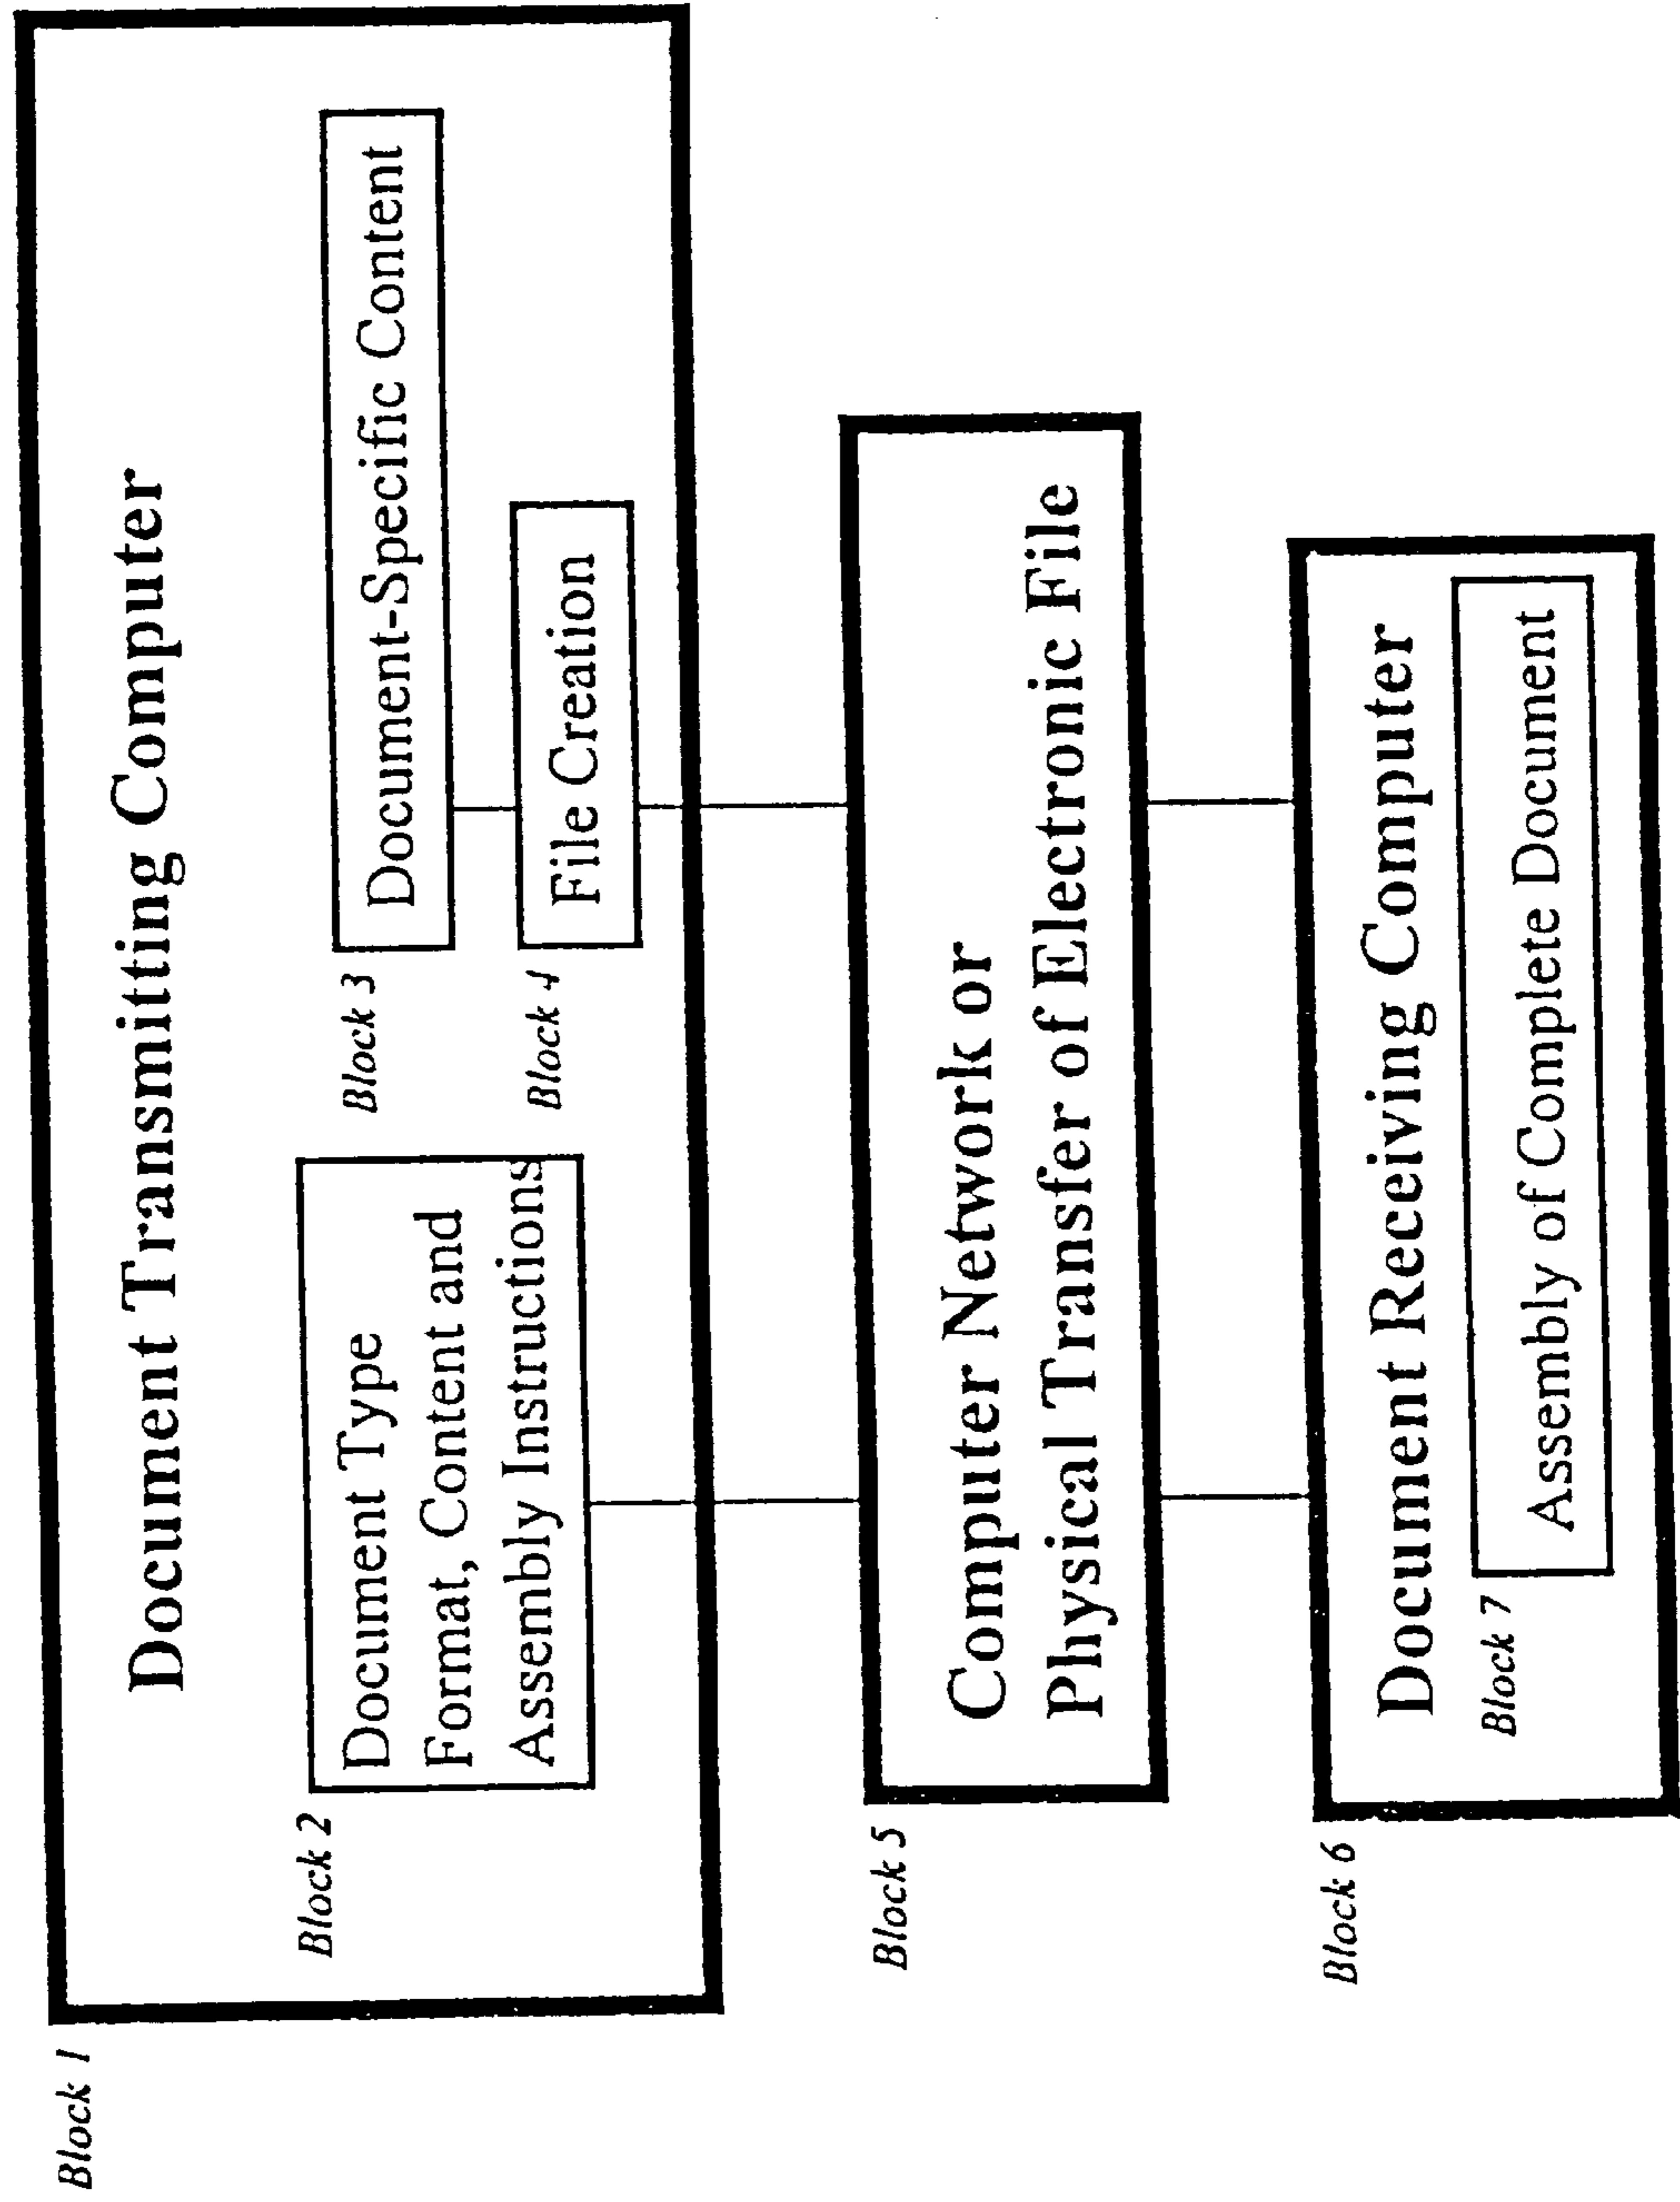 Block 1
Document Transmitting Computer
Block 2
Document Type
Format, Content and
Assembly Instructions
Block 3
Document-Specific Content
Block 4
File Creation
Block 5
Computer Network or
Physical Transfer of Electronic File
Block 6
Document Receiving Computer
Block 7
Assembly of Complete Document